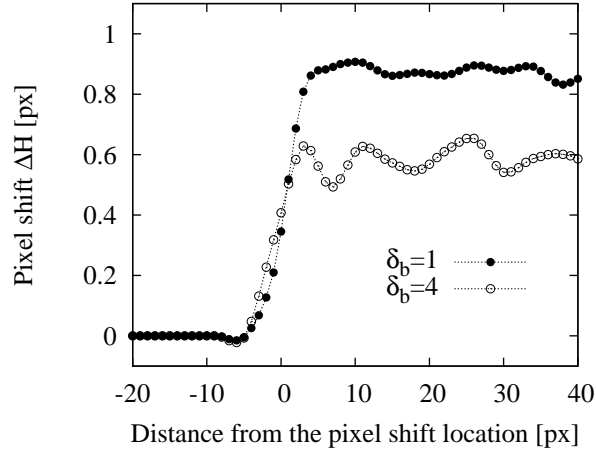 Pixel shift ΔH [px]
1
0.8
0.6
0.4
0.2
0
δb=1
δb=4
-20 -10 0 10 20 30 40
Distance from the pixel shift location [px]